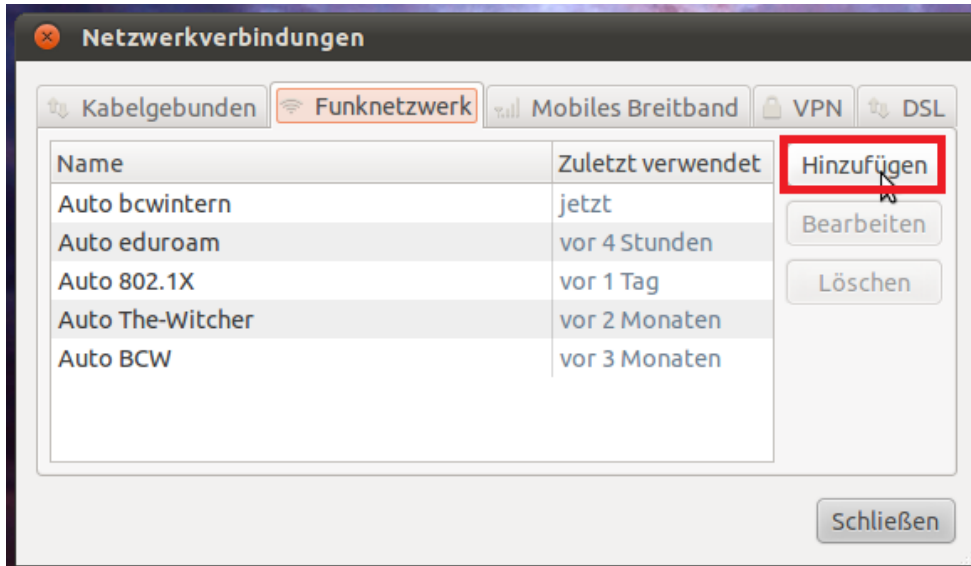 Netzwerkverbindungen
Kabelgebunden Funknetzwerk Mobiles Breitband VPN DSL
Name Zuletzt verwendet Hinzufügen
Auto bcwintern jetzt
Bearbeiten
Auto eduroam vor 4 Stunden
Auto 802.1X vor 1 Tag Löschen
Auto The-Witcher vor 2 Monaten
Auto BCW vor 3 Monaten
Schließen